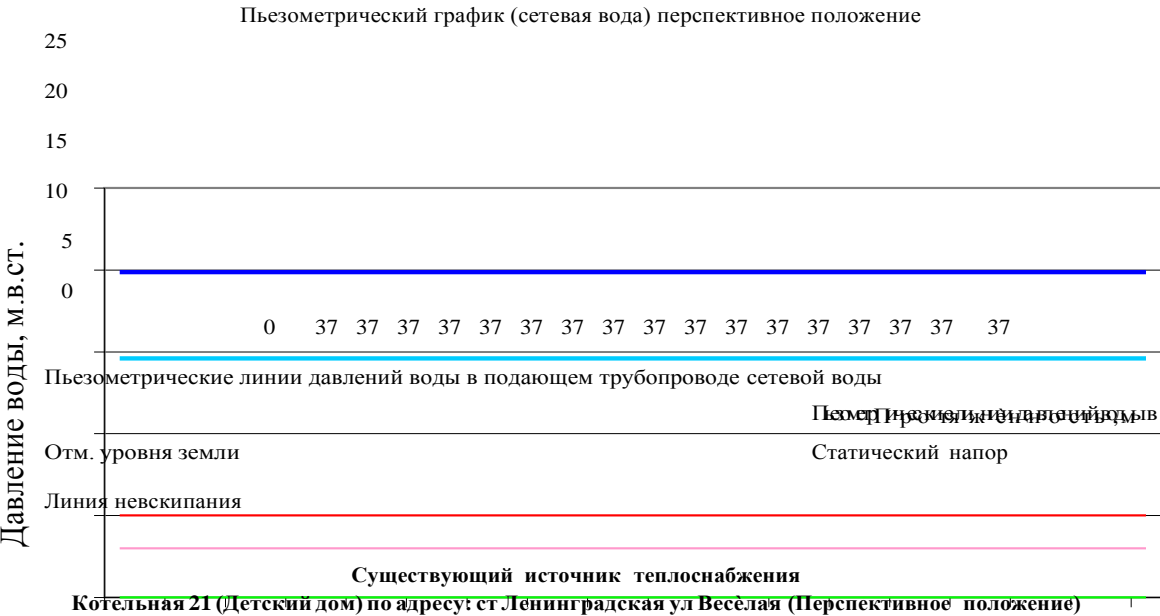 Пьезометрический график (сетевая вода) перспективное положение
25
20
15
10
5
0
Давление воды, м.в.ст.
0 37 37 37 37 37 37 37 37 37 37 37 37 37 37 37 37 37
Пьезометрические линии давлений воды в подающем трубопроводе сетевой воды
Отм. уровня земли
Статический напор
Линия невскипания
Существующий источник теплоснабжения
Котельная 21 (Детский дом) по адресу: ст Ленинградская ул Весѐлая (Перспективное положение)